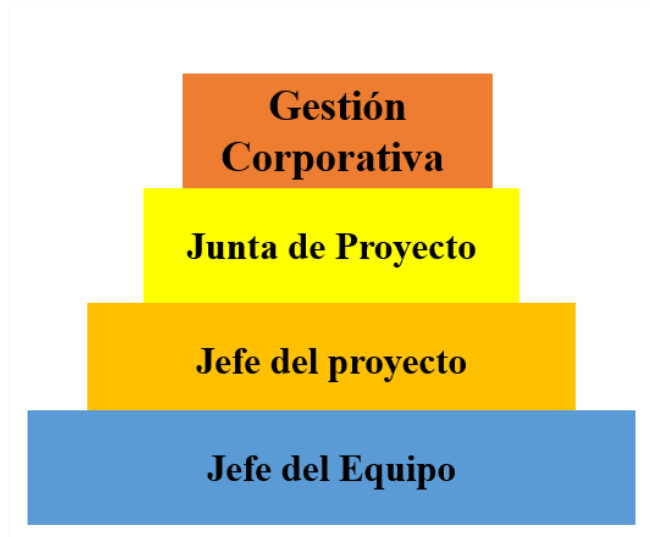 Gestión
Corporativa
Junta de Proyecto
Jefe del proyecto
Jefe del Equipo